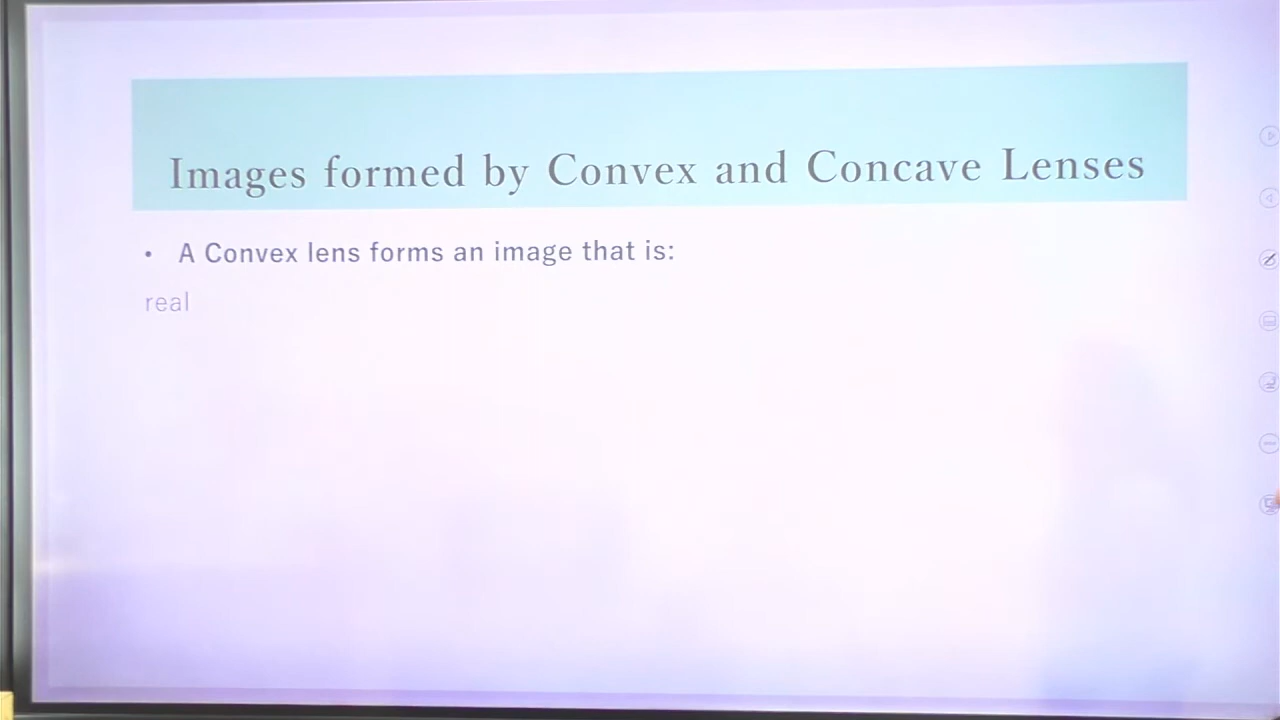 Images formed by Convex and Concave Lenses
• A Convex lens forms an image that is:
real